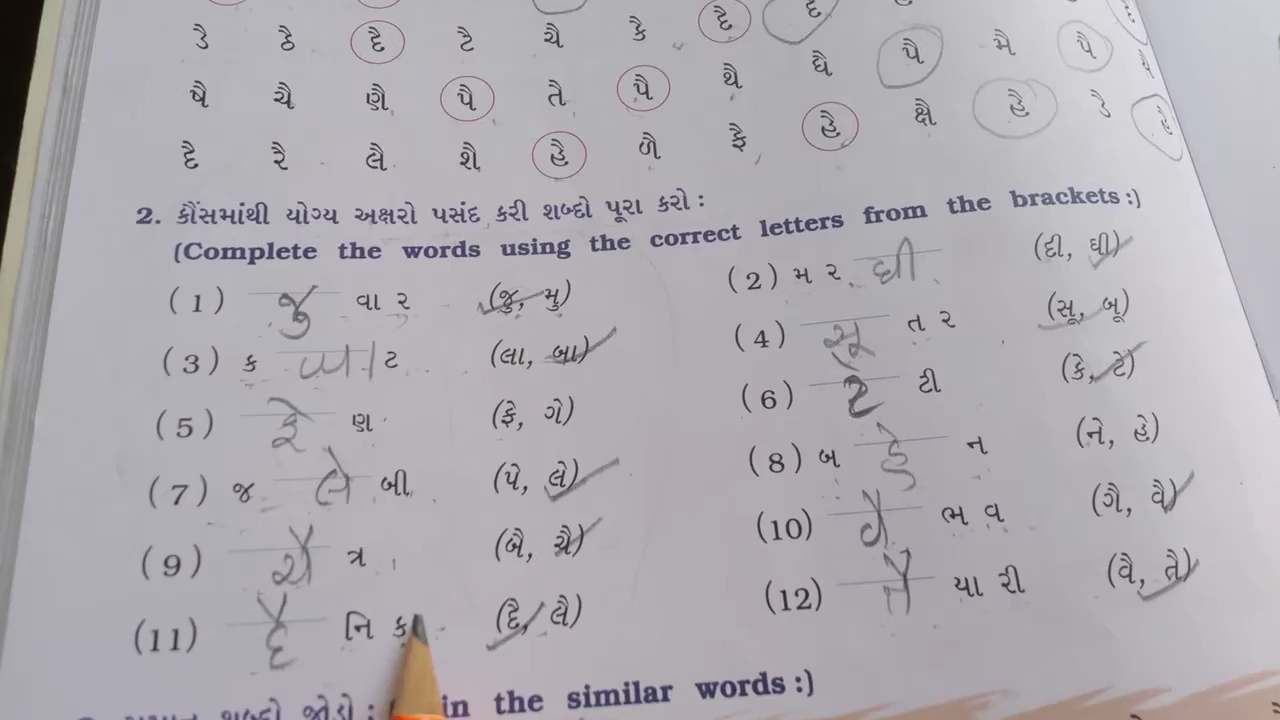 ડે ઠે દૈ ટે ચૈ કે દૈ દૈ
ષૈ ચૈ ણૈ પૈ તૈ પૈ થૈ ઘૈ પૈ મૈ પૈ
દૈ રૈ લૈ શૈ હૈ બૈ ફૈ હૈ ક્ષૈ હૈ ડે હૈ
2. કૌંસમાંથી યોગ્ય અક્ષરો પસંદ કરી શબ્દો પૂરા કરો :
(Complete the words using the correct letters from the brackets:)
(1) જુ વા ર (જુ, મુ) (2) મ ર ઘી (દી, ઘી)
(3) ક બા ટ (લા, બા) (4) સૂ ત ર (સૂ, બૂ)
(5) ફે ણ (ફે, ગે) (6) ટે ટી (કે, ટે)
(7) જ લે બી (પે, લે) (8) બ હે ન (ને, હે)
(9) ચૈ ત્ર (બૈ, ચૈ) (10) વૈ ભ વ (ગૈ, વૈ)
(11) દૈ નિ ક (દૈ, લૈ) (12) તૈ યા રી (વૈ, તૈ)
શબ્દો જોડો : in the similar words:)